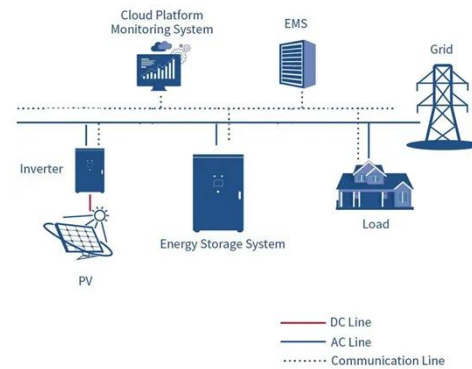 Cloud Platform
Monitoring System
EMS
Grid
Inverter
Energy Storage System
Load
PV
DC Line
AC Line
Communication Line